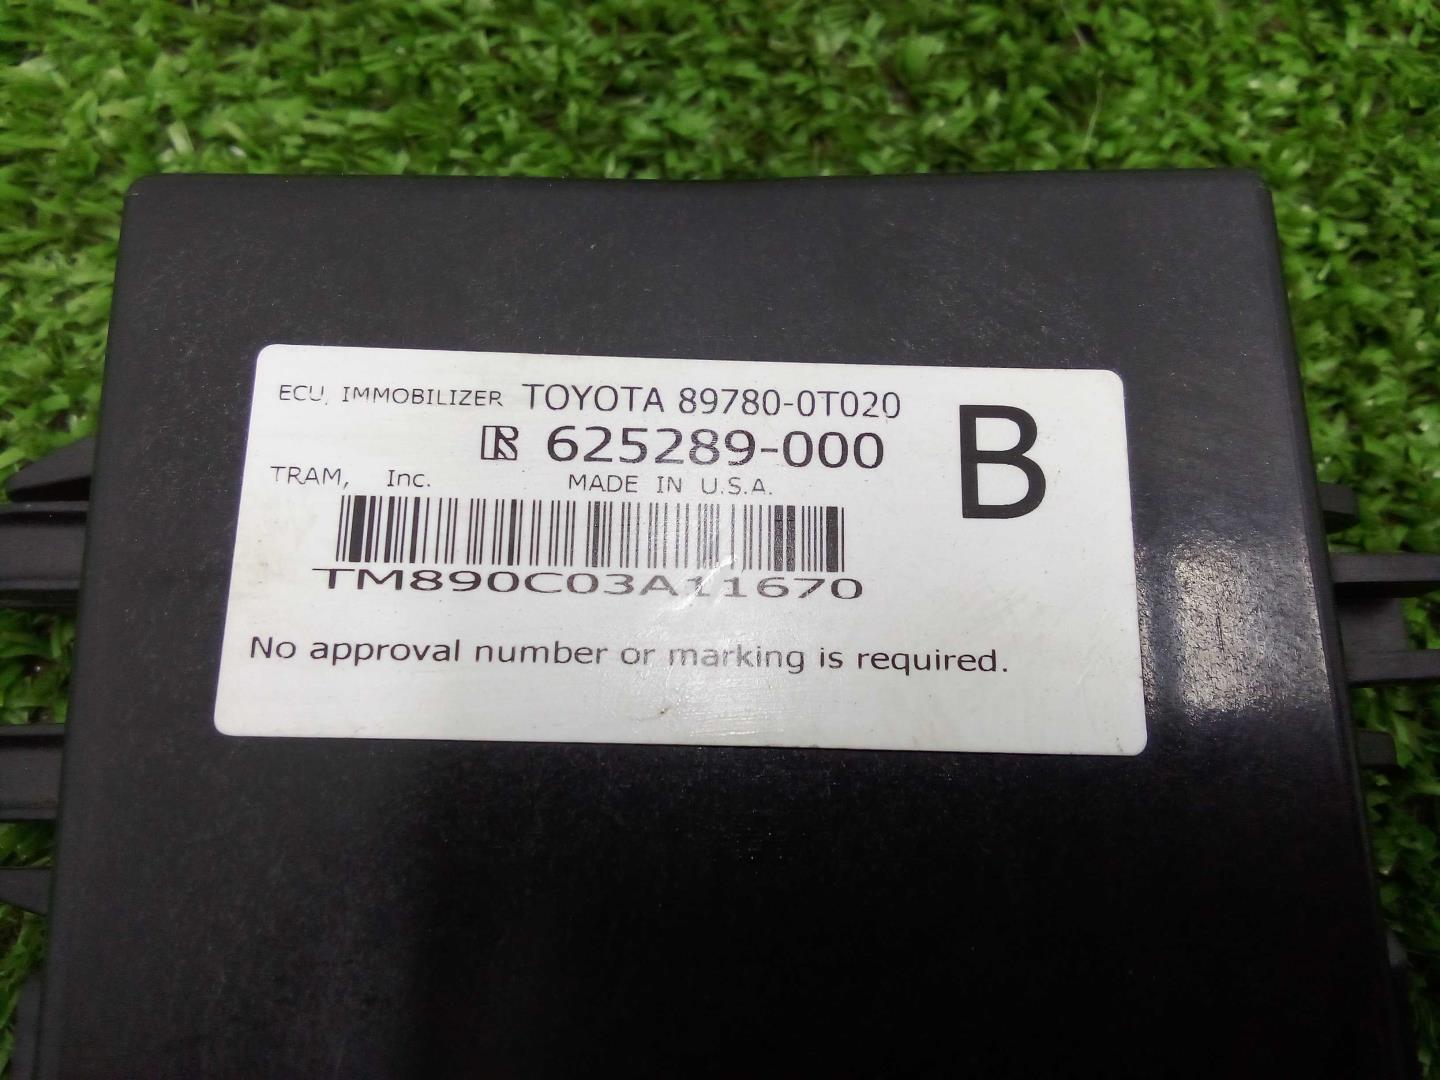 ECU, IMMOBILIZER TOYOTA 89780-0T020
625289-000
B
TRAM, Inc. MADE IN U.S.A.
TM890C03A11670
No approval number or marking is required.